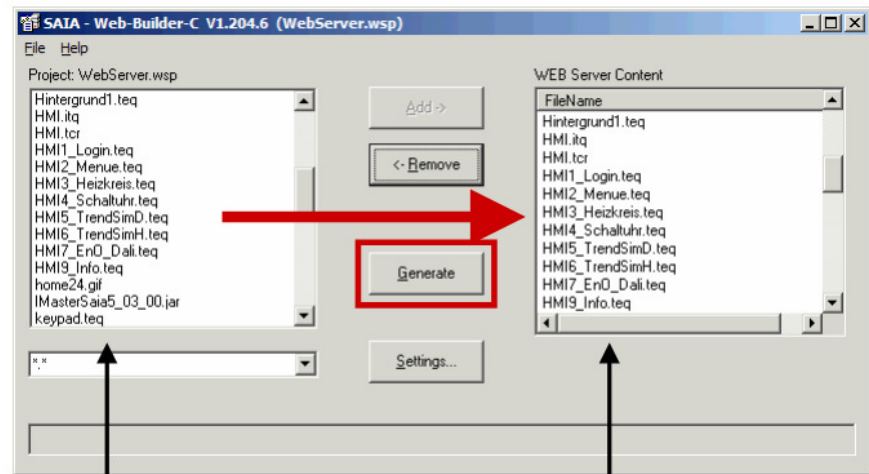 SAIA - Web-Builder-C V1.204.6 (WebServer.wsp)
File Help
Project: WebServer.wsp
Hintergrund1.teq
HMI.itq
HMI.tcr
HMI1_Login.teq
HMI2_Menue.teq
HMI3_Heizkreis.teq
HMI4_Schaltuhr.teq
HMI5_TrendSimD.teq
HMI6_TrendSimH.teq
HMI7_EnO_Dali.teq
HMI9_Info.teq
home24.gif
IMasterSaia5_03_00.jar
keypad.teq
*.*
Add ->
<- Remove
Generate
Settings...
WEB Server Content
FileName
Hintergrund1.teq
HMI.itq
HMI.tcr
HMI1_Login.teq
HMI2_Menue.teq
HMI3_Heizkreis.teq
HMI4_Schaltuhr.teq
HMI5_TrendSimD.teq
HMI6_TrendSimH.teq
HMI7_EnO_Dali.teq
HMI9_Info.teq